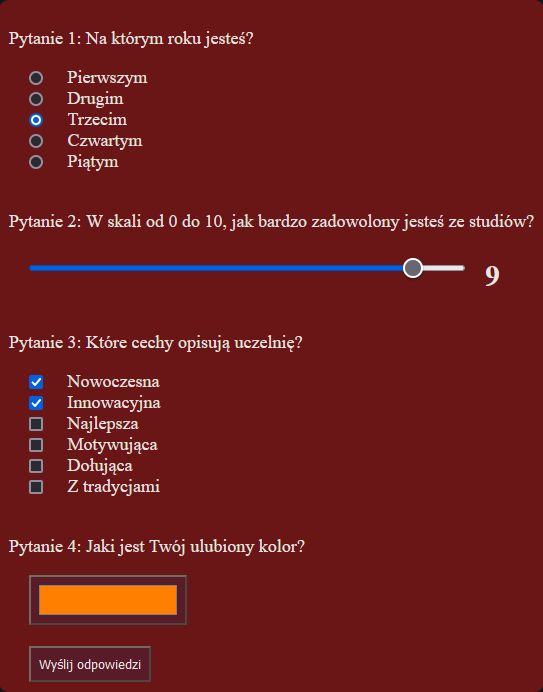 Pytanie 1: Na którym roku jesteś?
Pierwszym
Drugim
Trzecim
Czwartym
Piątym
Pytanie 2: W skali od 0 do 10, jak bardzo zadowolony jesteś ze studiów?
9
Pytanie 3: Które cechy opisują uczelnię?
Nowoczesna
Innowacyjna
Najlepsza
Motywująca
Dołująca
Z tradycjami
Pytanie 4: Jaki jest Twój ulubiony kolor?
Wyślij odpowiedzi